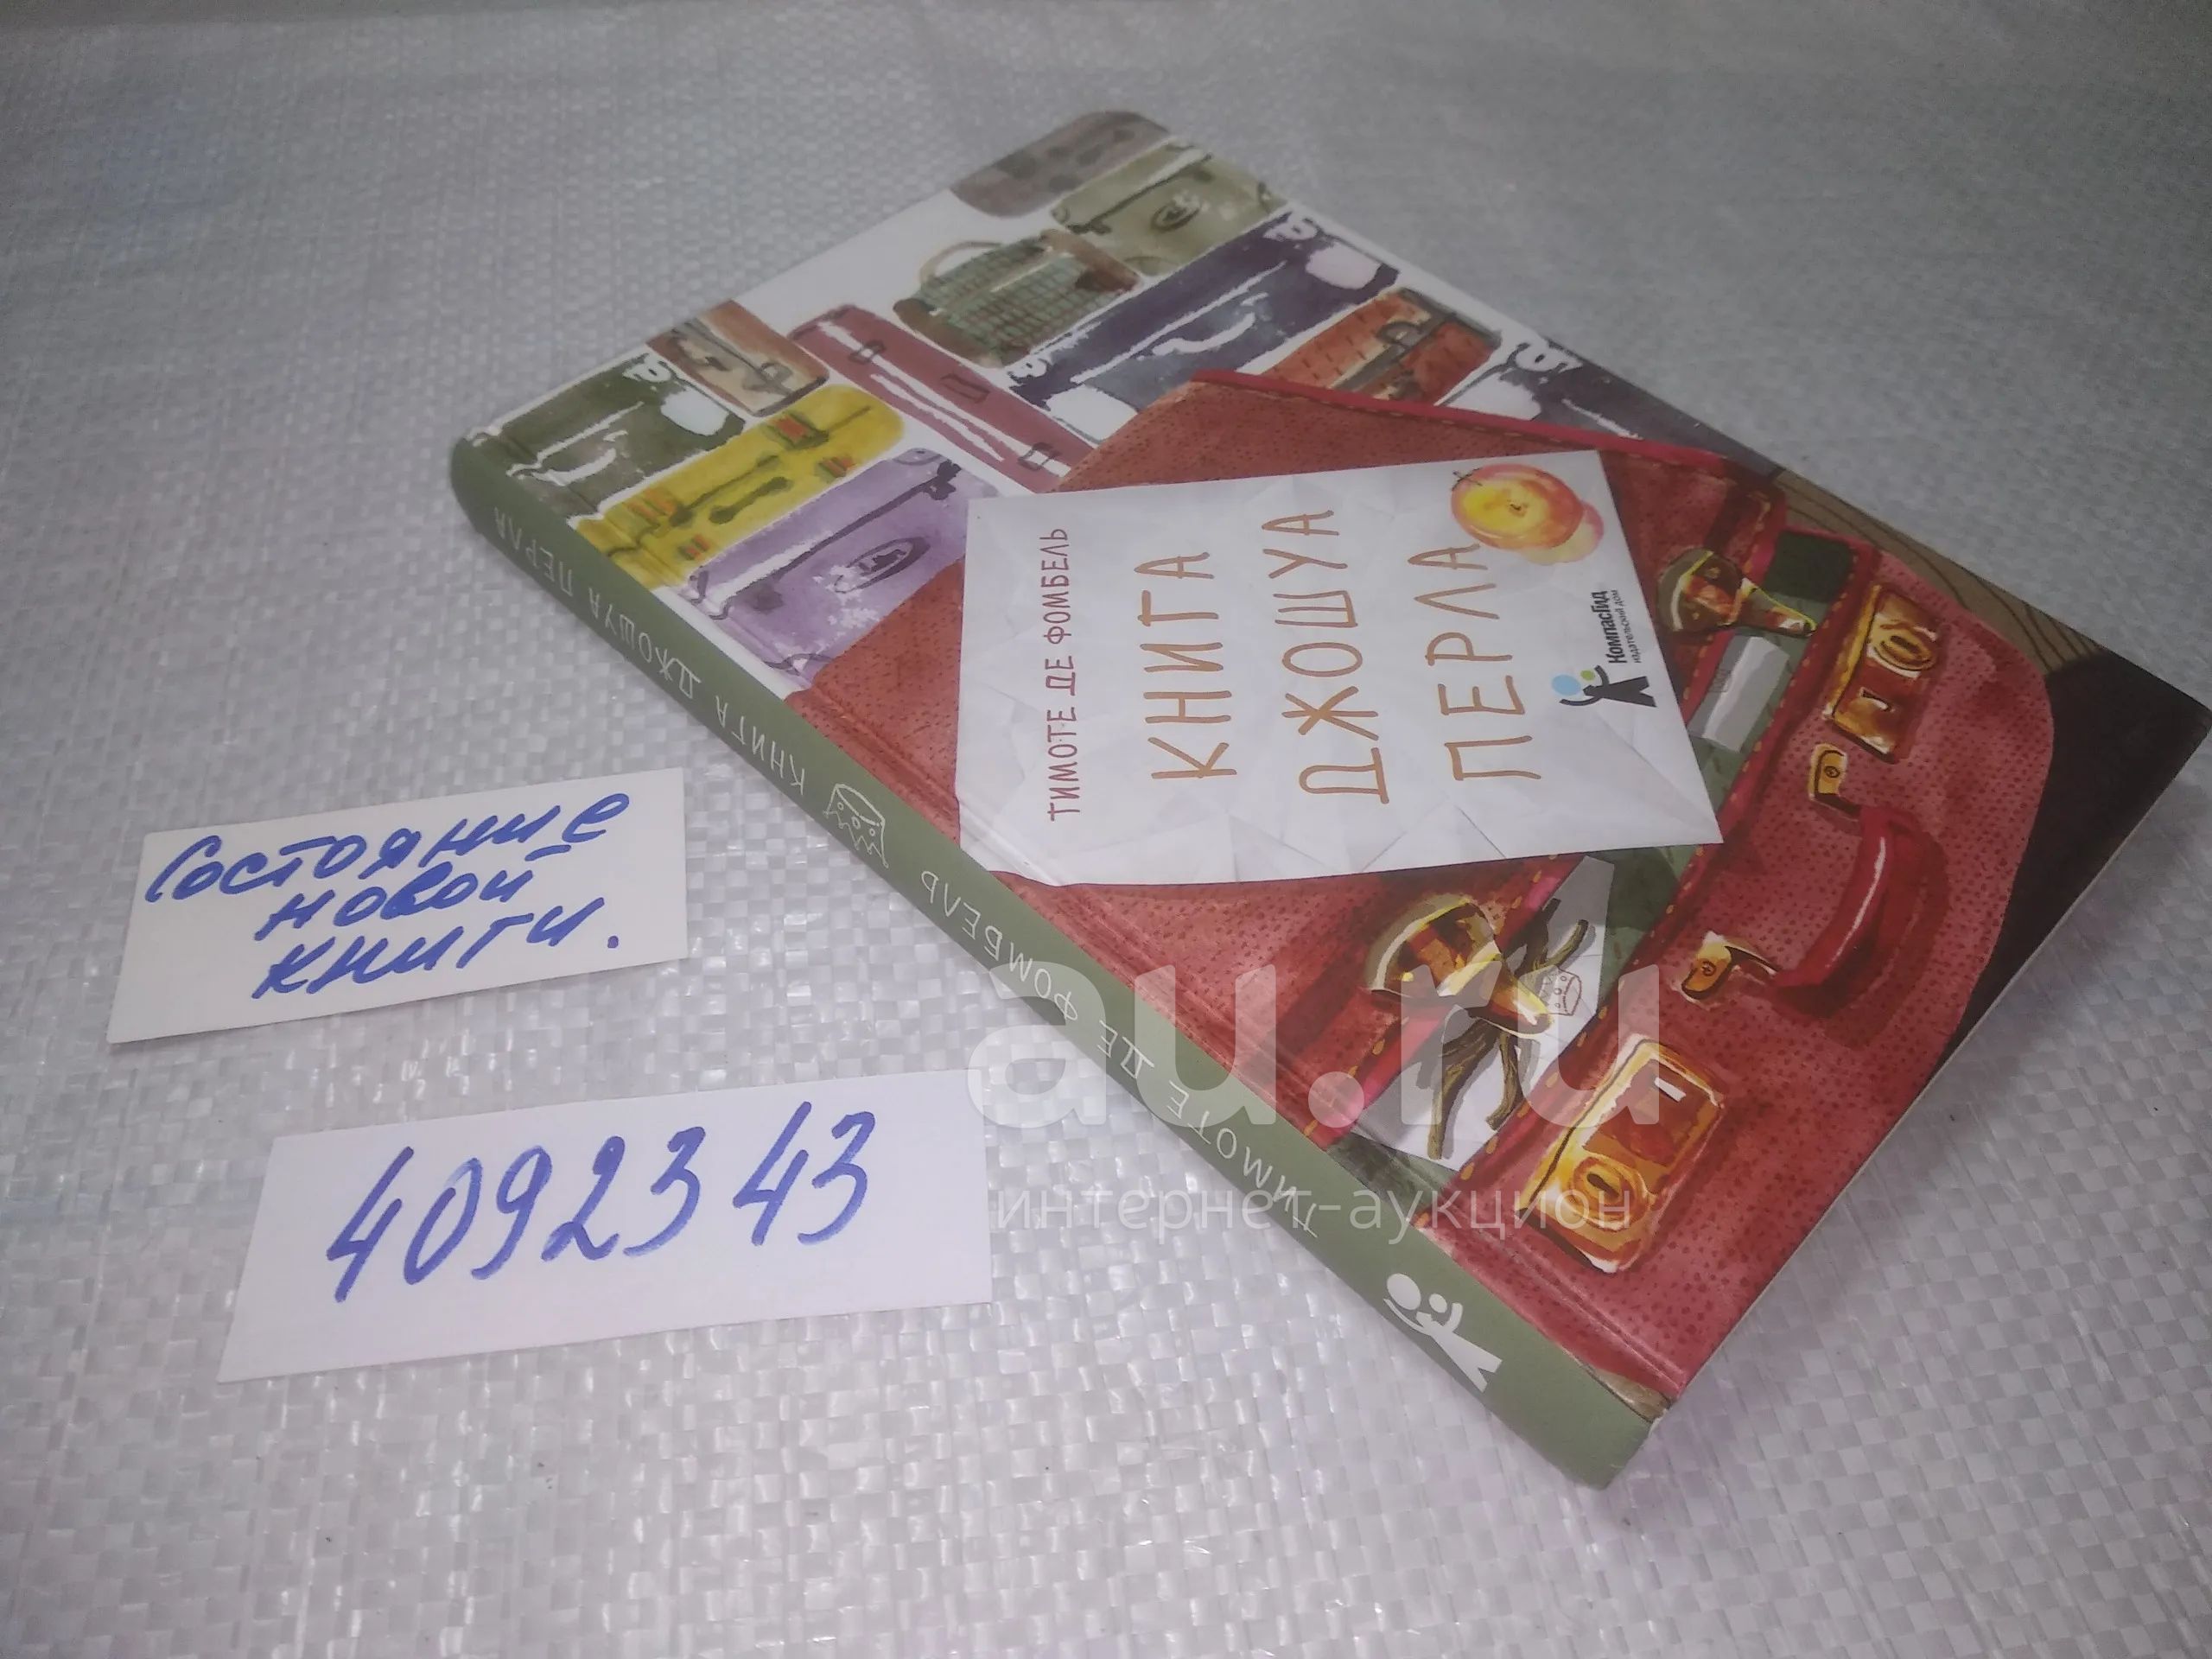 ТИМОТЕ ДЕ ФОМБЕЛЬ
КНИГА
ДЖОШУА
ПЕРЛА
КомпасГид
издательский дом
ТИМОТЕ ДЕ ФОМБЕЛЬ КНИГА ДЖОШУА ПЕРЛА
Состояние
новой
книги.
4092343
au.ru
интернет-аукцион